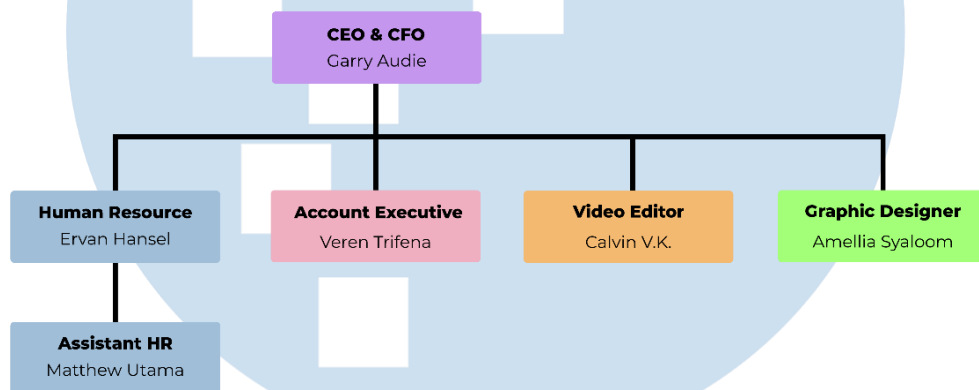 CEO & CFO
Garry Audie
Human Resource
Ervan Hansel
Account Executive
Veren Trifena
Video Editor
Calvin V.K.
Graphic Designer
Amellia Syaloom
Assistant HR
Matthew Utama